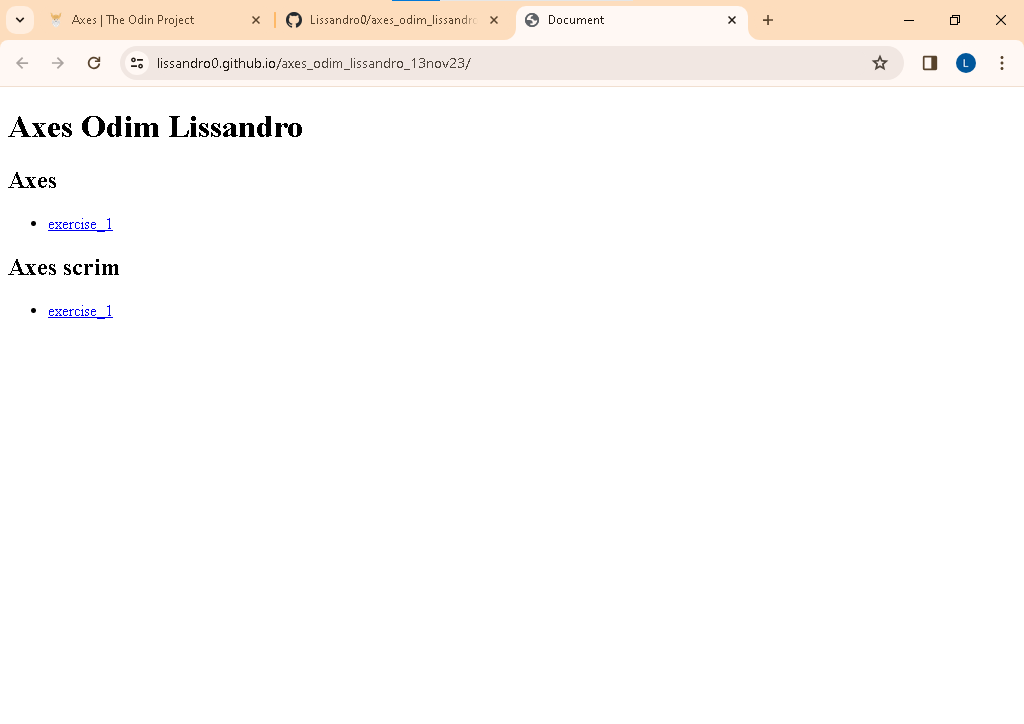 Axes | The Odin Project
Lissandro0/axes_odim_lissandro
Document
lissandro0.github.io/axes_odim_lissandro_13nov23/
L
Axes Odim Lissandro
Axes
exercise_1
Axes scrim
exercise_1